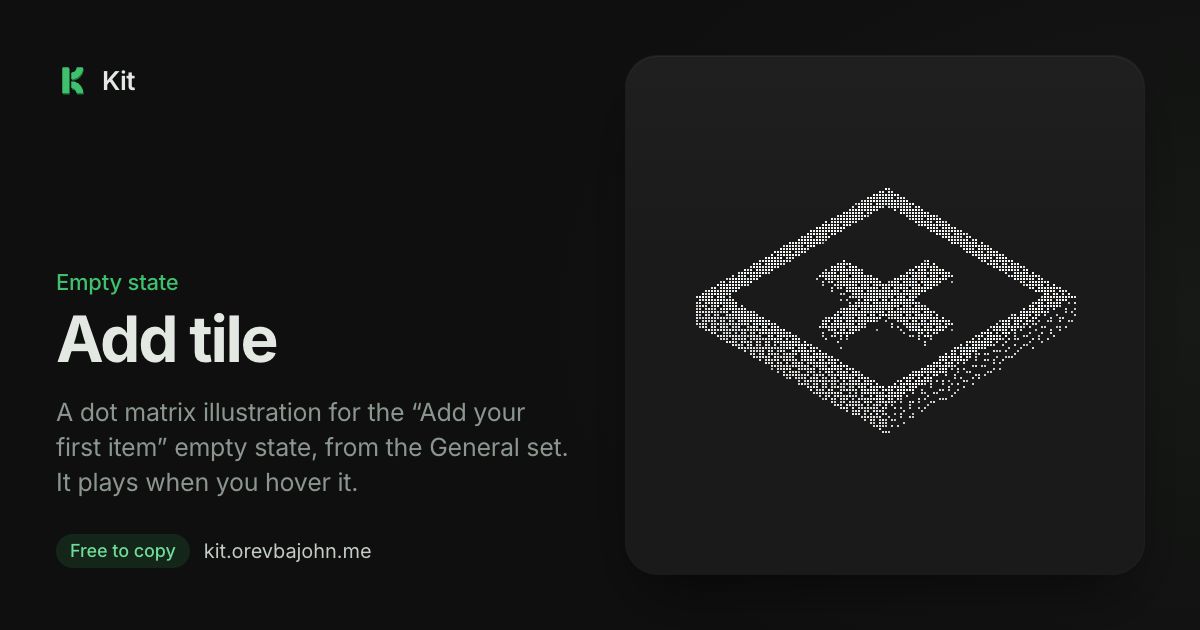 Kit
Empty state
Add tile
A dot matrix illustration for the “Add your
first item” empty state, from the General set.
It plays when you hover it.
Free to copy
kit.orevbajohn.me